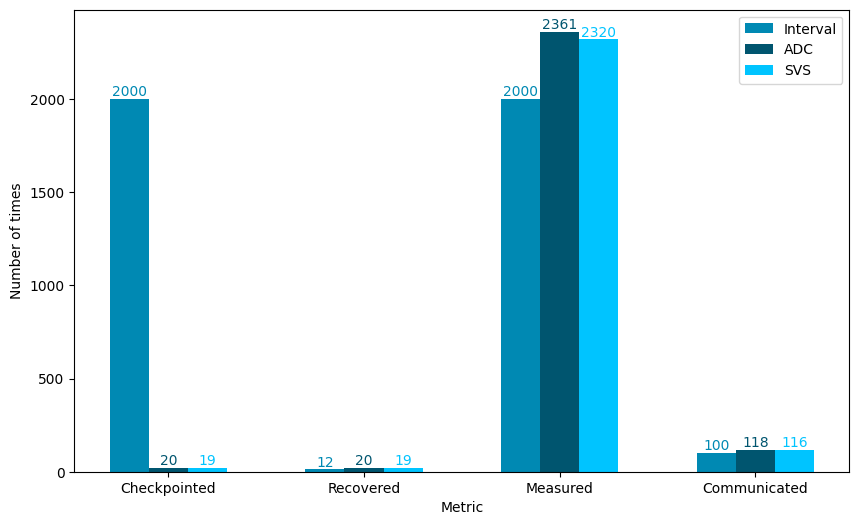 2361
2320
2000
2000
2000
1500
1000
500
0
Number of times
20
19
12
20
19
100
118
116
Checkpointed
Recovered
Measured
Communicated
Metric
Interval
ADC
SVS